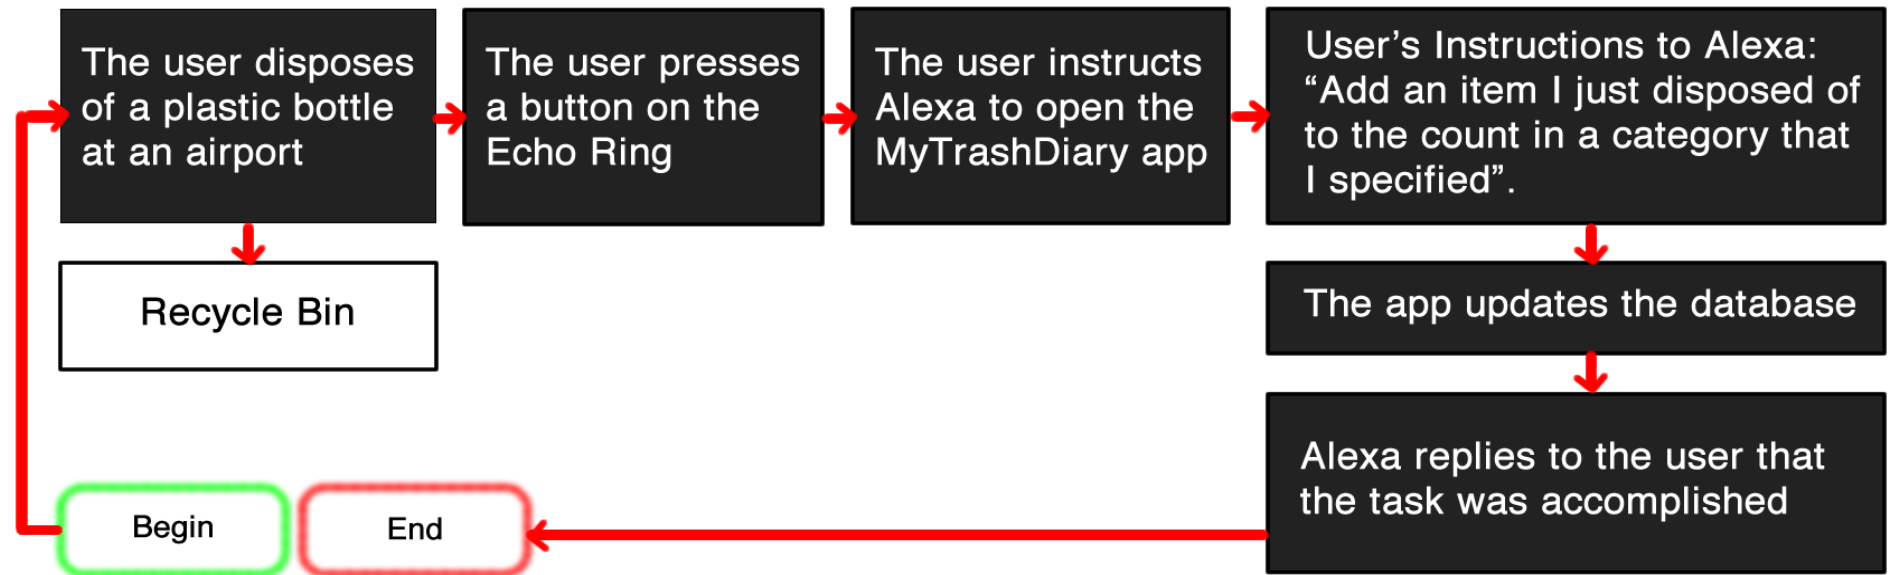 The user disposes
of a plastic bottle
at an airport
The user presses
a button on the
Echo Ring
The user instructs
Alexa to open the
MyTrashDiary app
User’s Instructions to Alexa:
“Add an item I just disposed of
to the count in a category that
I specified”.
Recycle Bin
The app updates the database
Alexa replies to the user that
the task was accomplished
Begin
End